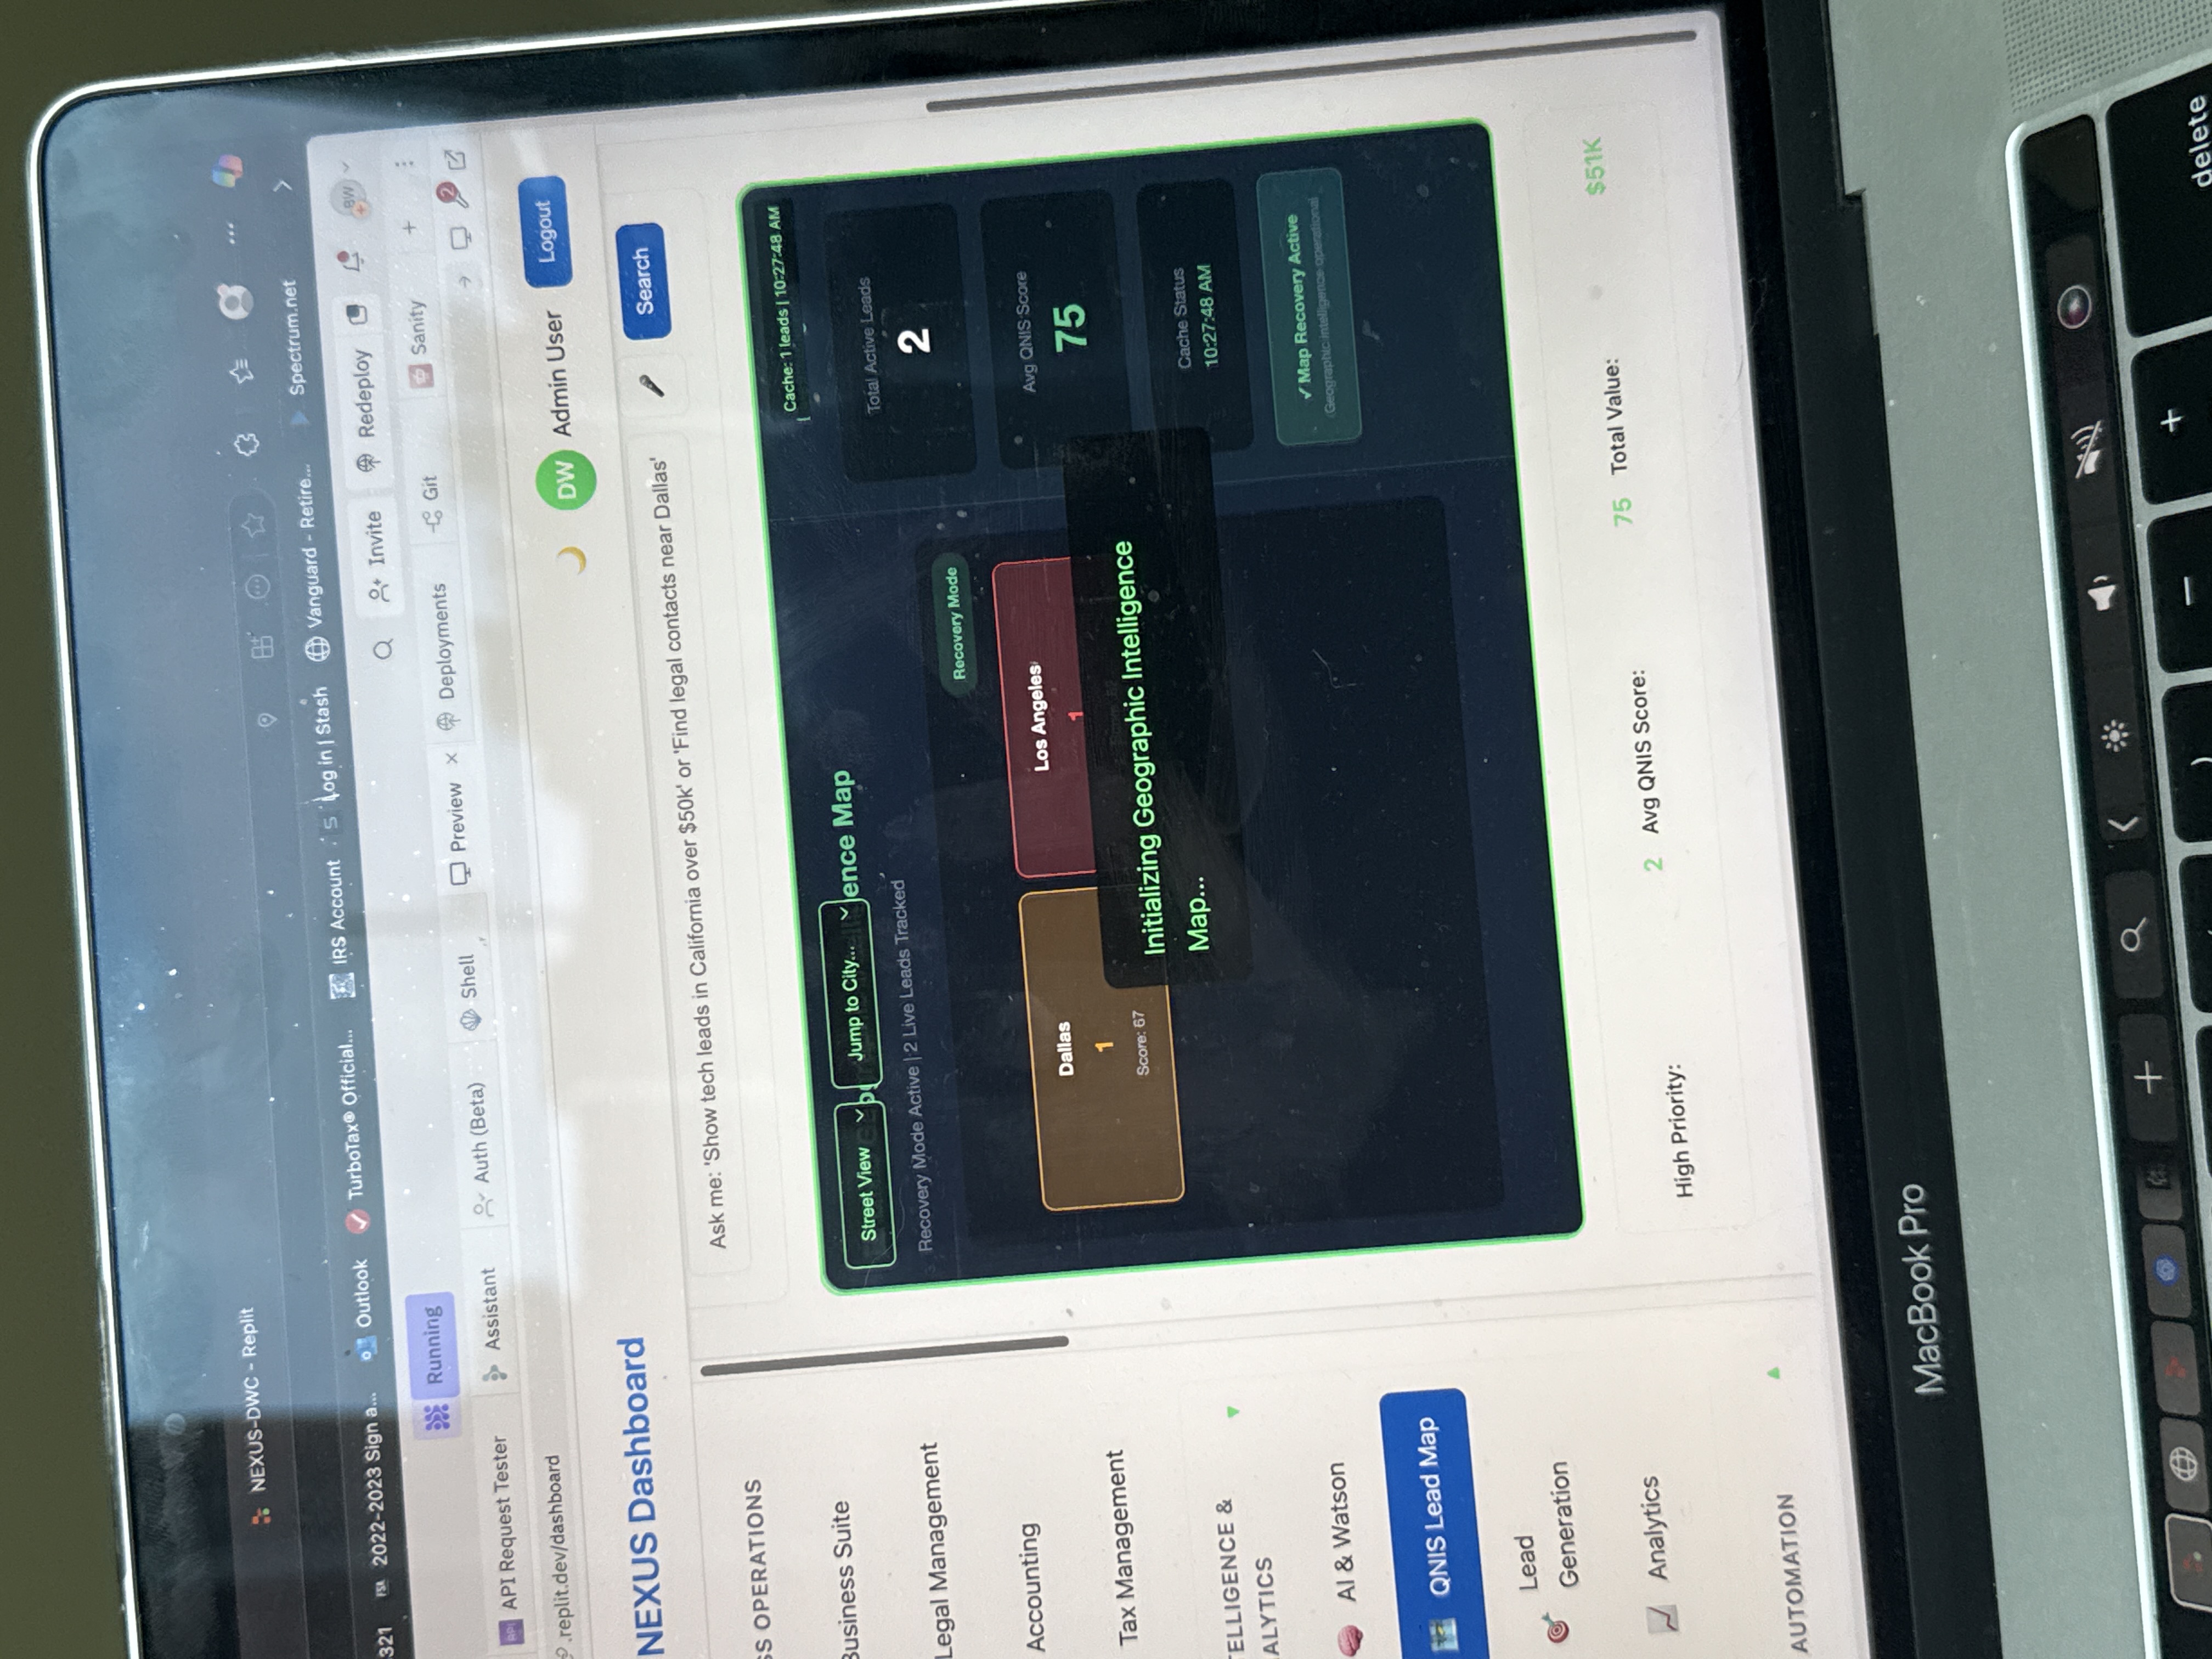 NEXUS-DWC - Replit
321
FSA
2022-2023 Sign a...
Outlook
TurboTax® Official...
IRS Account
S
Log in | Stash
Vanguard - Retire...
Spectrum.net
Running
Invite
Redeploy
BW
API
API Request Tester
Assistant
Auth (Beta)
Shell
Preview
Deployments
Git
Sanity
.replit.dev/dashboard
2
NEXUS Dashboard
DW
Admin User
Logout
Ask me: 'Show tech leads in California over $50k' or 'Find legal contacts near Dallas'
Search
SS OPERATIONS
Business Suite
Legal Management
Accounting
Tax Management
TELLIGENCE &
ALYTICS
AI & Watson
QNIS Lead Map
Lead
Generation
Analytics
AUTOMATION
Street View
Jump to City...
ence Map
Cache: 1 leads | 10:27:48 AM
Recovery Mode Active | 2 Live Leads Tracked
Recovery Mode
Dallas
1
Score: 67
Los Angeles
1
Initializing Geographic Intelligence
Map...
Total Active Leads
2
Avg QNIS Score
75
Cache Status
10:27:48 AM
✓ Map Recovery Active
Geographic intelligence operational
High Priority:
2
Avg QNIS Score:
75
Total Value:
$51K
MacBook Pro
delete